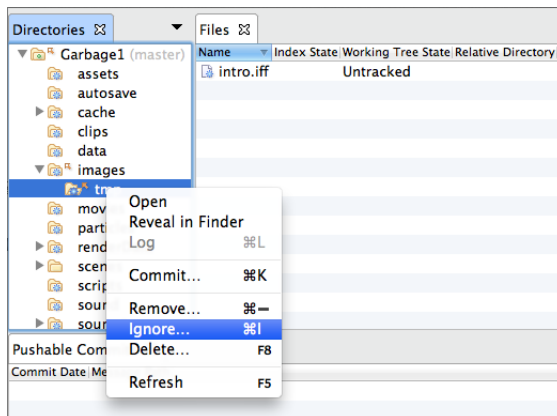 Directories
Files
Garbage1 (master)
Name Index State Working Tree State Relative Directory
assets
intro.iff Untracked
autosave
cache
clips
data
images
Open
Reveal in Finder
Log ⌘L
Commit... ⌘K
Remove... ⌘—
Ignore... ⌘I
Delete... F8
Refresh F5
Pushable
Commit Date